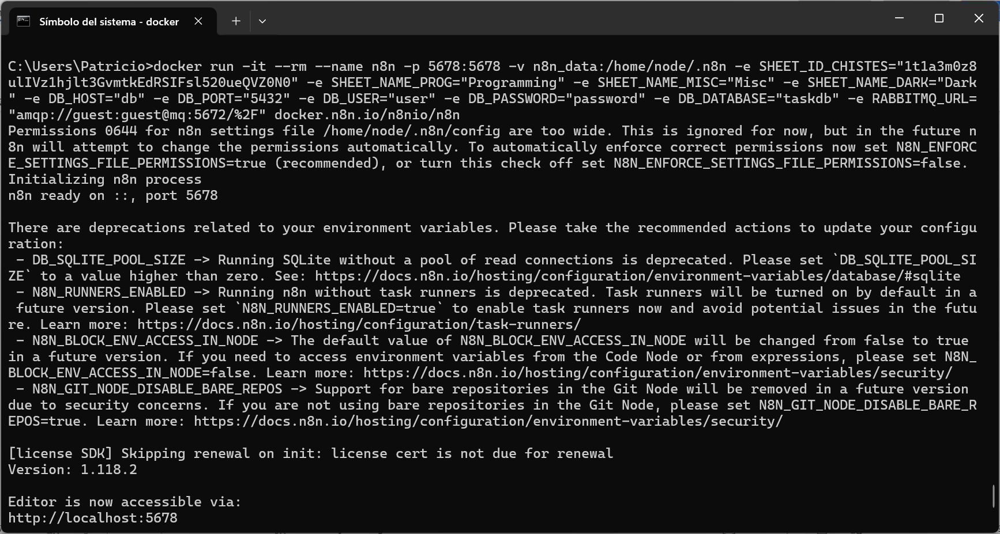 Símbolo del sistema - docker
C:\Users\Patricio>docker run -it --rm --name n8n -p 5678:5678 -v n8n_data:/home/node/.n8n -e SHEET_ID_CHISTES="1t1a3m0z8
ulIVz1hjlt3GvmtkEdRSIFsl520ueQVZ0N0" -e SHEET_NAME_PROG="Programming" -e SHEET_NAME_MISC="Misc" -e SHEET_NAME_DARK="Dark
" -e DB_HOST="db" -e DB_PORT="5432" -e DB_USER="user" -e DB_PASSWORD="password" -e DB_DATABASE="taskdb" -e RABBITMQ_URL=
"amqp://guest:guest@mq:5672/%2F" docker.n8n.io/n8nio/n8n
Permissions 0644 for n8n settings file /home/node/.n8n/config are too wide. This is ignored for now, but in the future n
8n will attempt to change the permissions automatically. To automatically enforce correct permissions now set N8N_ENFORC
E_SETTINGS_FILE_PERMISSIONS=true (recommended), or turn this check off set N8N_ENFORCE_SETTINGS_FILE_PERMISSIONS=false.
Initializing n8n process
n8n ready on ::, port 5678
There are deprecations related to your environment variables. Please take the recommended actions to update your configu
ration:
 - DB_SQLITE_POOL_SIZE -> Running SQLite without a pool of read connections is deprecated. Please set `DB_SQLITE_POOL_SI
ZE` to a value higher than zero. See: https://docs.n8n.io/hosting/configuration/environment-variables/database/#sqlite
 - N8N_RUNNERS_ENABLED -> Running n8n without task runners is deprecated. Task runners will be turned on by default in a
 future version. Please set `N8N_RUNNERS_ENABLED=true` to enable task runners now and avoid potential issues in the futu
re. Learn more: https://docs.n8n.io/hosting/configuration/task-runners/
 - N8N_BLOCK_ENV_ACCESS_IN_NODE -> The default value of N8N_BLOCK_ENV_ACCESS_IN_NODE will be changed from false to true
in a future version. If you need to access environment variables from the Code Node or from expressions, please set N8N_
BLOCK_ENV_ACCESS_IN_NODE=false. Learn more: https://docs.n8n.io/hosting/configuration/environment-variables/security/
 - N8N_GIT_NODE_DISABLE_BARE_REPOS -> Support for bare repositories in the Git Node will be removed in a future version
due to security concerns. If you are not using bare repositories in the Git Node, please set N8N_GIT_NODE_DISABLE_BARE_R
EPOS=true. Learn more: https://docs.n8n.io/hosting/configuration/environment-variables/security/
[license SDK] Skipping renewal on init: license cert is not due for renewal
Version: 1.118.2
Editor is now accessible via:
http://localhost:5678